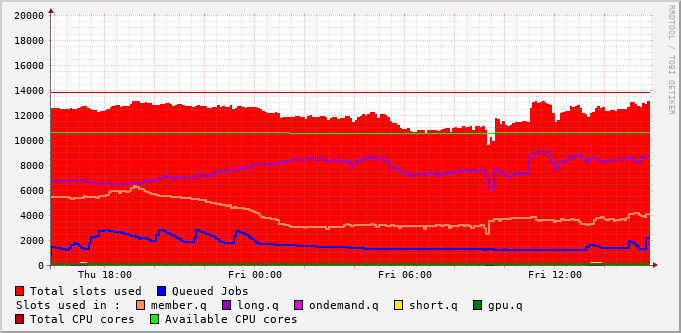 RRDTOOL / TOBI OETIKER
20000
18000
16000
14000
12000
10000
8000
6000
4000
2000
0
Thu 18:00 Fri 00:00 Fri 06:00 Fri 12:00
Total slots used Queued Jobs
Slots used in : member.q long.q ondemand.q short.q gpu.q
Total CPU cores Available CPU cores